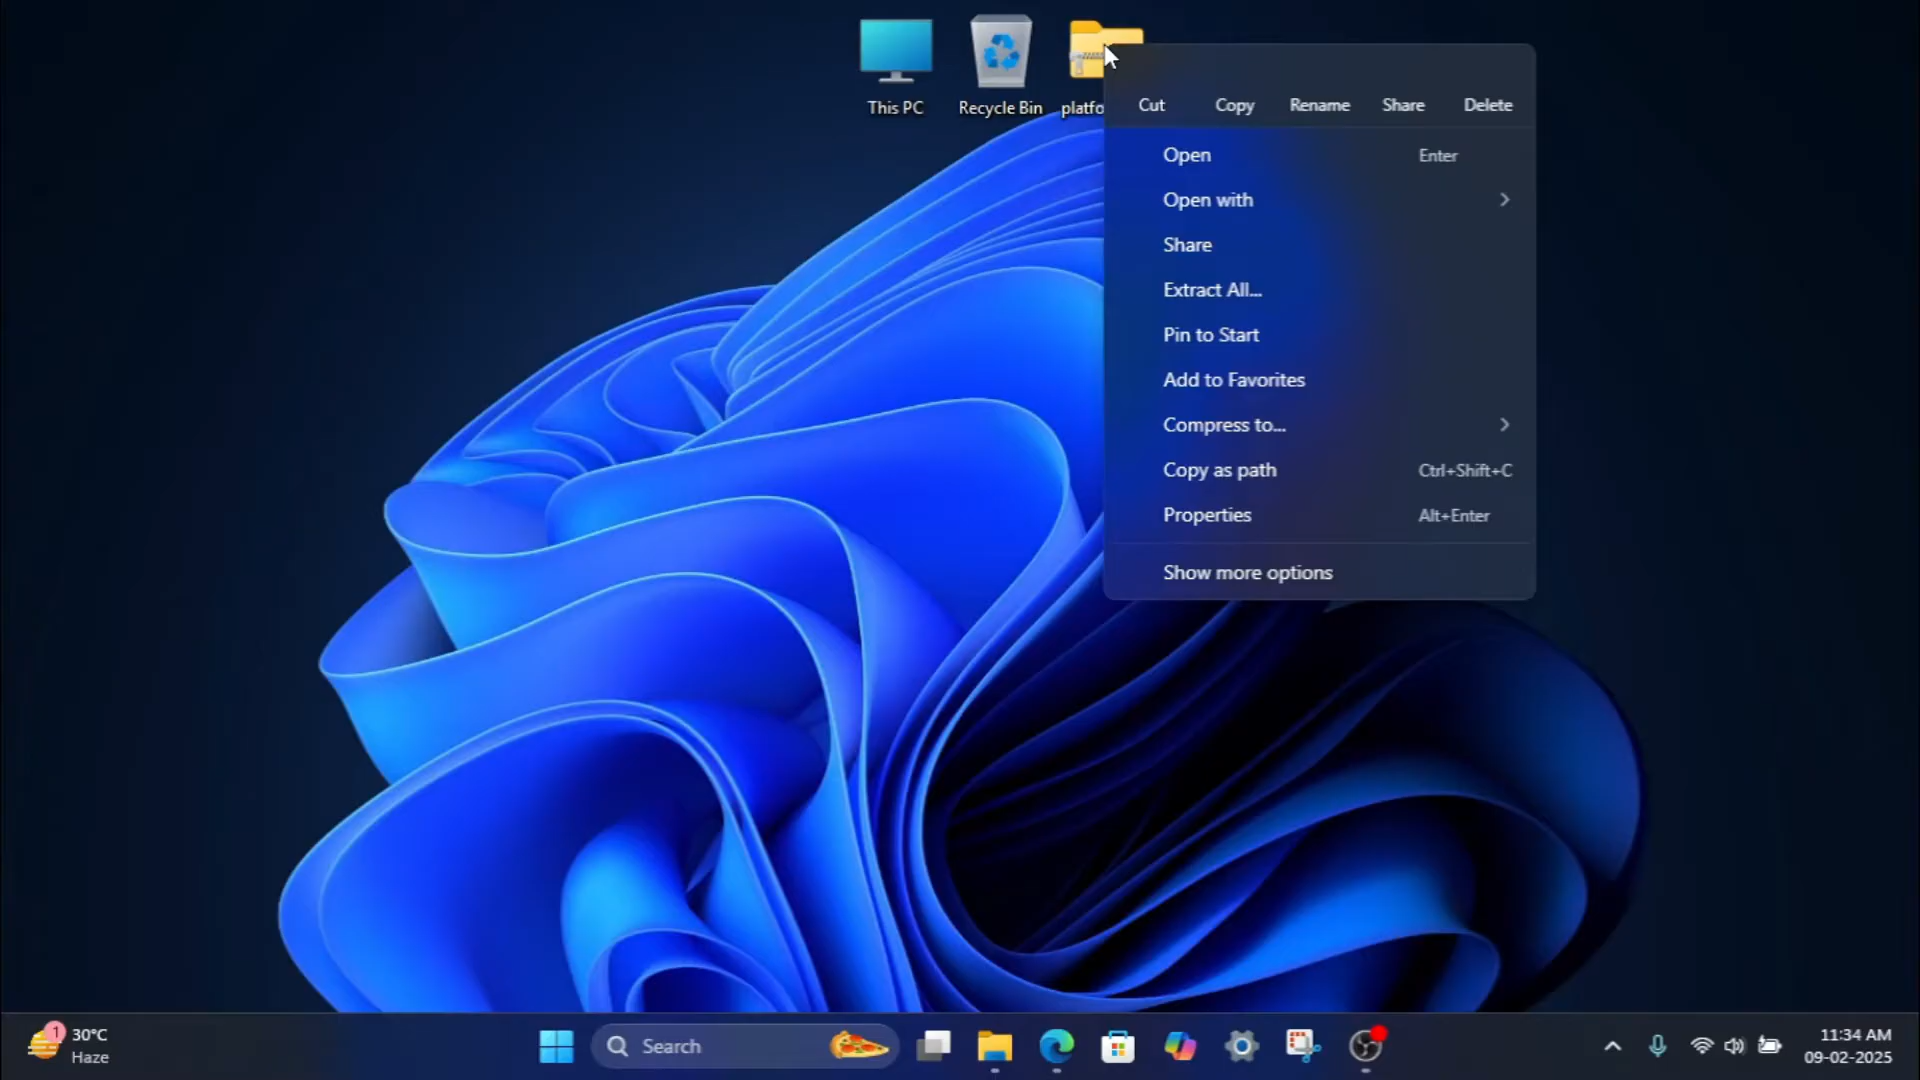 This PC
Recycle Bin
platfo
Cut Copy Rename Share Delete
Open Enter
Open with
Share
Extract All...
Pin to Start
Add to Favorites
Compress to...
Copy as path Ctrl+Shift+C
Properties Alt+Enter
Show more options
1
30°C
Haze
Search
11:34 AM
09-02-2025